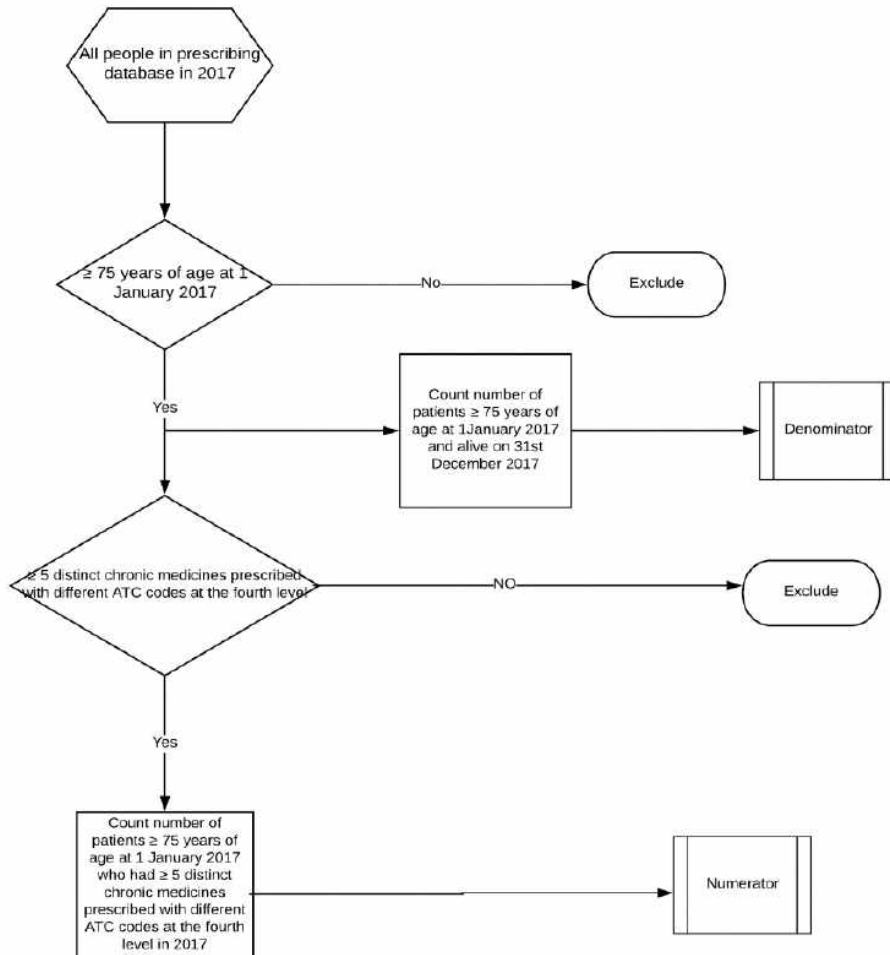 All people in prescribing
database in 2017
≥ 75 years of age at 1
January 2017
No
Exclude
Yes
Count number of
patients ≥ 75 years of
age at 1January 2017
and alive on 31st
December 2017
Denominator
≥ 5 distinct chronic medicines prescribed
with different ATC codes at the fourth level
NO
Exclude
Yes
Count number of
patients ≥ 75 years of
age at 1 January 2017
who had ≥ 5 distinct
chronic medicines
prescribed with different
ATC codes at the fourth
level in 2017
Numerator